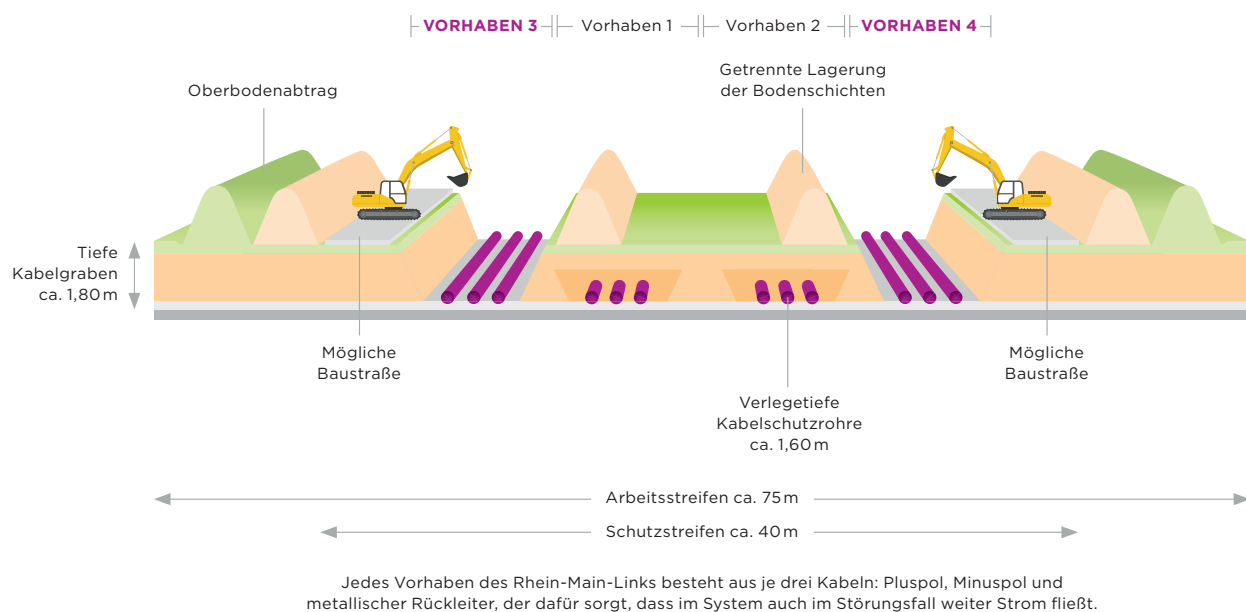 VORHABEN 3 Vorhaben 1 Vorhaben 2 VORHABEN 4
Oberbodenabtrag
Getrennte Lagerung
der Bodenschichten
Tiefe
Kabelgraben
ca. 1,80 m
Mögliche
Baustraße
Mögliche
Baustraße
Verlegetiefe
Kabelschutzrohre
ca. 1,60 m
Arbeitsstreifen ca. 75 m
Schutzstreifen ca. 40 m
Jedes Vorhaben des Rhein-Main-Links besteht aus je drei Kabeln: Pluspol, Minuspol und
metallischer Rückleiter, der dafür sorgt, dass im System auch im Störungsfall weiter Strom fließt.